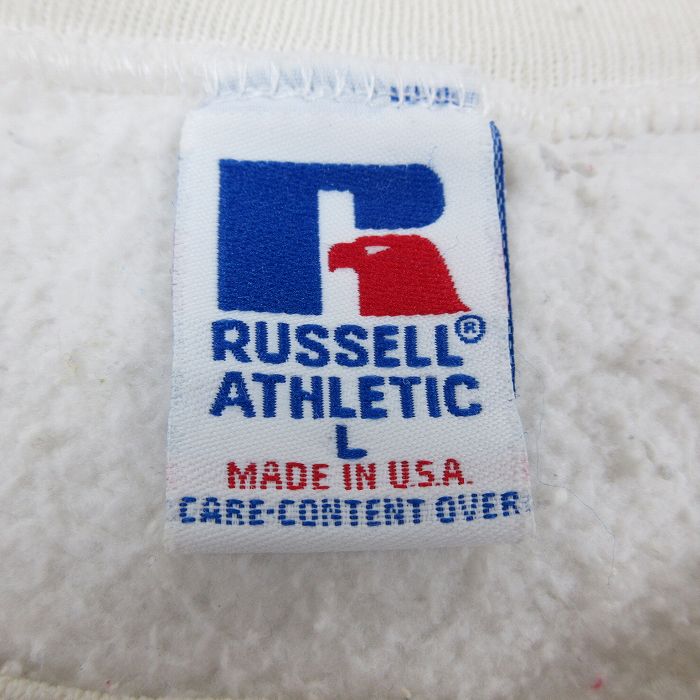 RUSSELL®
ATHLETIC
L
MADE IN U.S.A.
CARE-CONTENT OVER